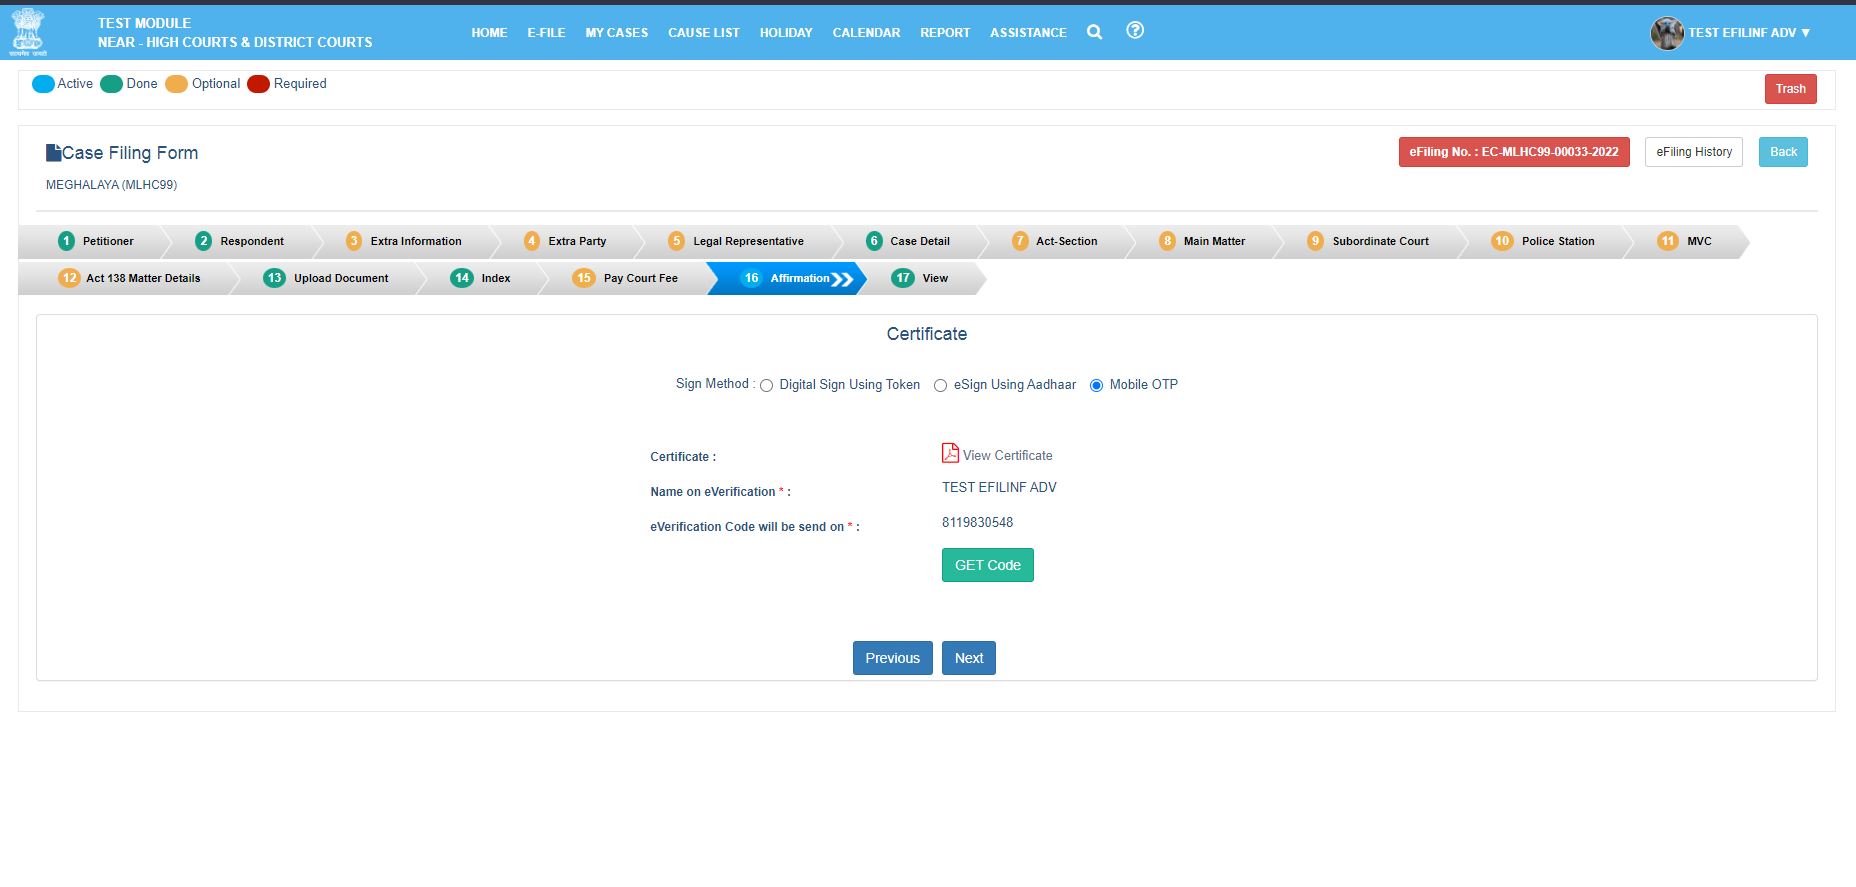 TEST MODULE
NEAR - HIGH COURTS & DISTRICT COURTS
HOME E-FILE MY CASES CAUSE LIST HOLIDAY CALENDAR REPORT ASSISTANCE
TEST EFILINF ADV ▼
Active Done Optional Required
Trash
Case Filing Form
eFiling No. : EC-MLHC99-00033-2022 eFiling History Back
MEGHALAYA (MLHC99)
1 Petitioner 2 Respondent 3 Extra Information 4 Extra Party 5 Legal Representative 6 Case Detail 7 Act-Section 8 Main Matter 9 Subordinate Court 10 Police Station 11 MVC
12 Act 138 Matter Details 13 Upload Document 14 Index 15 Pay Court Fee 16 Affirmation 17 View
Certificate
Sign Method : Digital Sign Using Token eSign Using Aadhaar Mobile OTP
Certificate : View Certificate
Name on eVerification * : TEST EFILINF ADV
eVerification Code will be send on * : 8119830548
GET Code
Previous Next